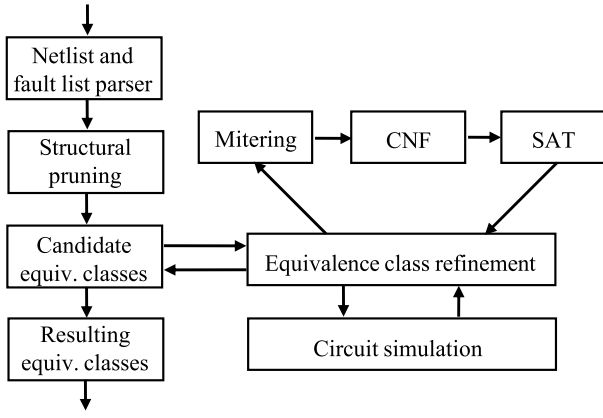 Netlist and
fault list parser
Structural
pruning
Candidate
equiv. classes
Resulting
equiv. classes
Mitering
CNF
SAT
Equivalence class refinement
Circuit simulation